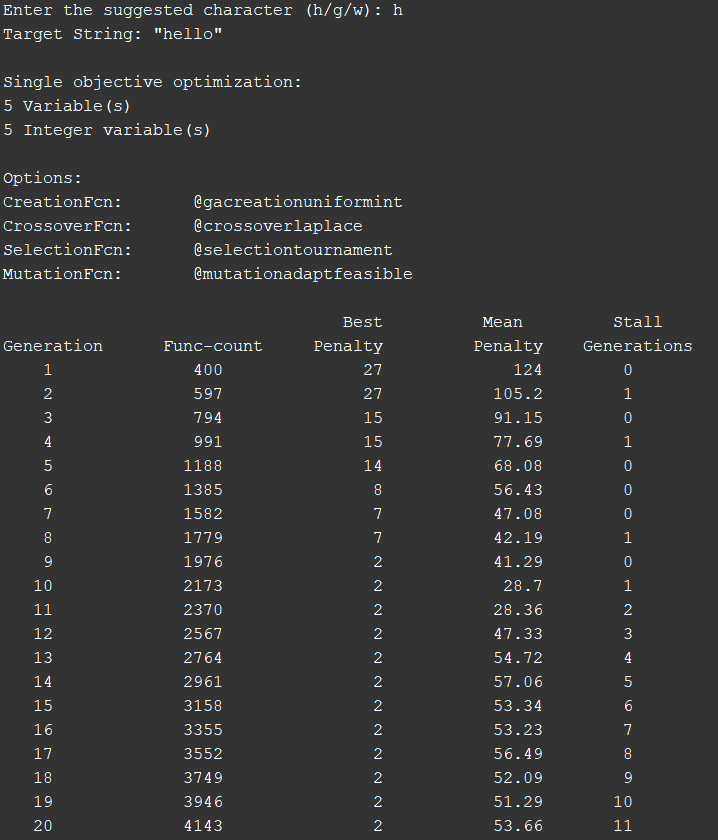 Enter the suggested character (h/g/w): h
Target String: "hello"
Single objective optimization:
5 Variable(s)
5 Integer variable(s)
Options:
CreationFcn: @gacreationuniformint
CrossoverFcn: @crossoverlaplace
SelectionFcn: @selectiontournament
MutationFcn: @mutationadaptfeasible
Best Mean Stall
Generation Func-count Penalty Penalty Generations
1 400 27 124 0
2 597 27 105.2 1
3 794 15 91.15 0
4 991 15 77.69 1
5 1188 14 68.08 0
6 1385 8 56.43 0
7 1582 7 47.08 0
8 1779 7 42.19 1
9 1976 2 41.29 0
10 2173 2 28.7 1
11 2370 2 28.36 2
12 2567 2 47.33 3
13 2764 2 54.72 4
14 2961 2 57.06 5
15 3158 2 53.34 6
16 3355 2 53.23 7
17 3552 2 56.49 8
18 3749 2 52.09 9
19 3946 2 51.29 10
20 4143 2 53.66 11